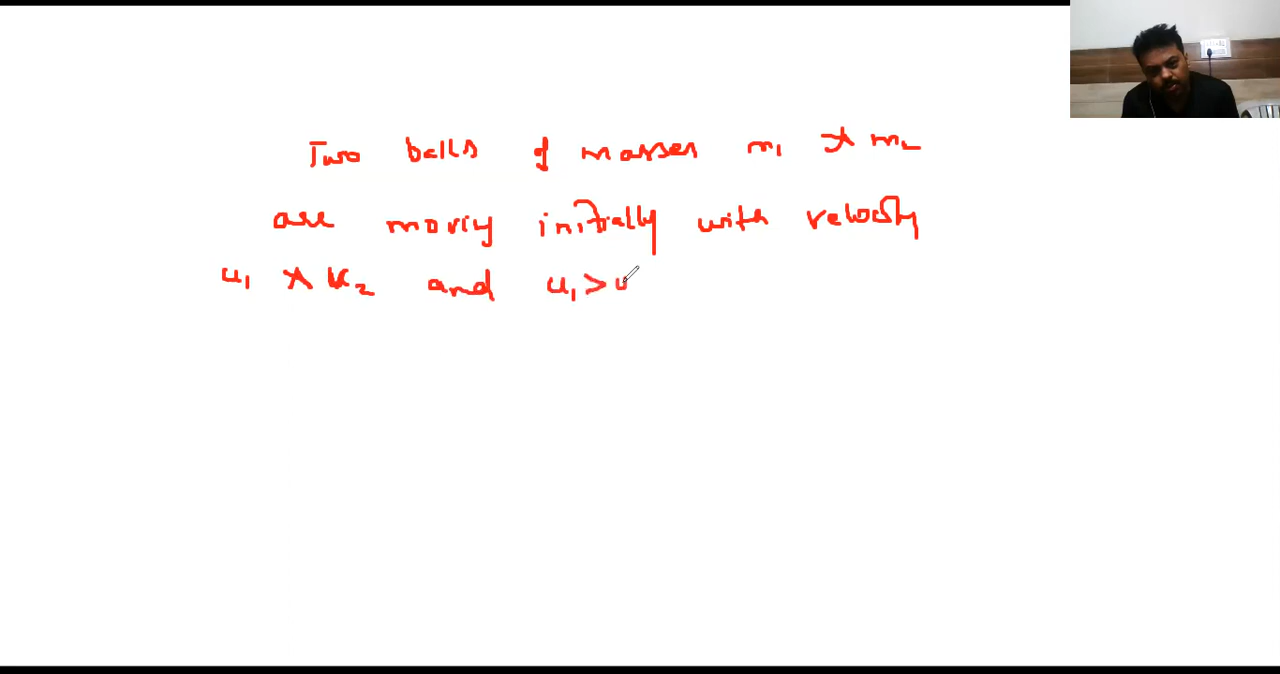 Two balls of masses m₁ & m₂
are moving initially with velocity
u₁ & u₂ and u₁ > u